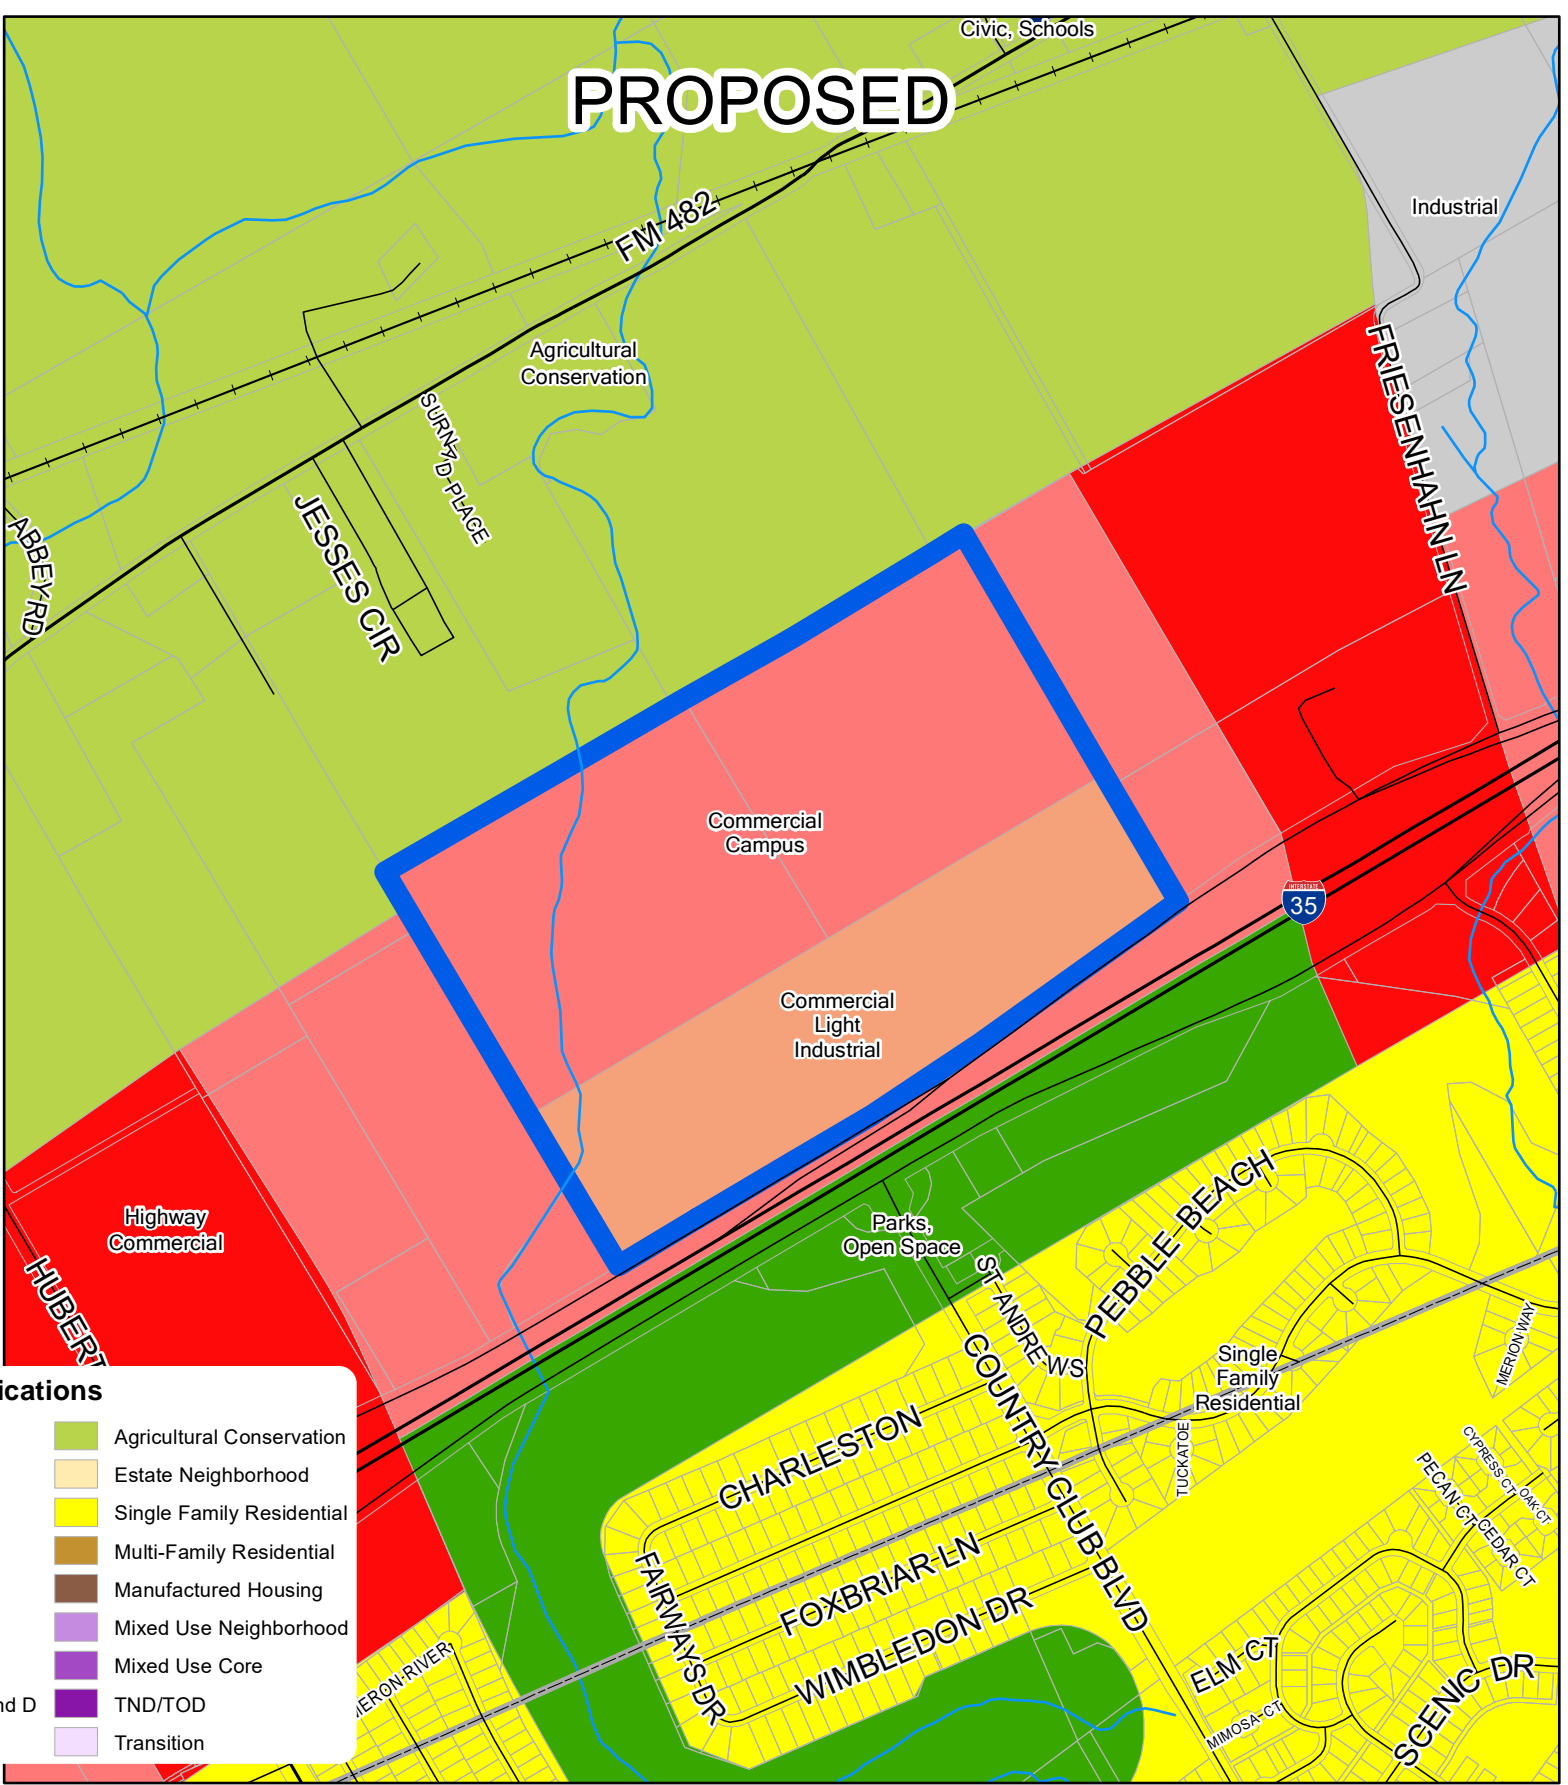 Civic, Schools
PROPOSED
Industrial
FM 482
Agricultural
Conservation
FRIESENHAHN LN
SURN D PLACE
JESSES CIR
ABBEY RD
Commercial
Campus
INTERSTATE
35
Commercial
Light
Industrial
Highway
Commercial
Parks,
Open Space
HUBERT
PEBBLE BEACH
ST ANDREWS
Single
Family
Residential
MERION WAY
COUNTRY CLUB BLVD
CHARLESTON
TUCKATOE
CYPRESS CT
PECAN CT
OAK CT
CEDAR CT
FAIRWAYS DR
FOXBRIAR LN
WIMBLEDON DR
ELM CT
MIMOSA CT
SCENIC DR
MERON RIVER
ications
Agricultural Conservation
Estate Neighborhood
Single Family Residential
Multi-Family Residential
Manufactured Housing
Mixed Use Neighborhood
Mixed Use Core
nd D
TND/TOD
Transition